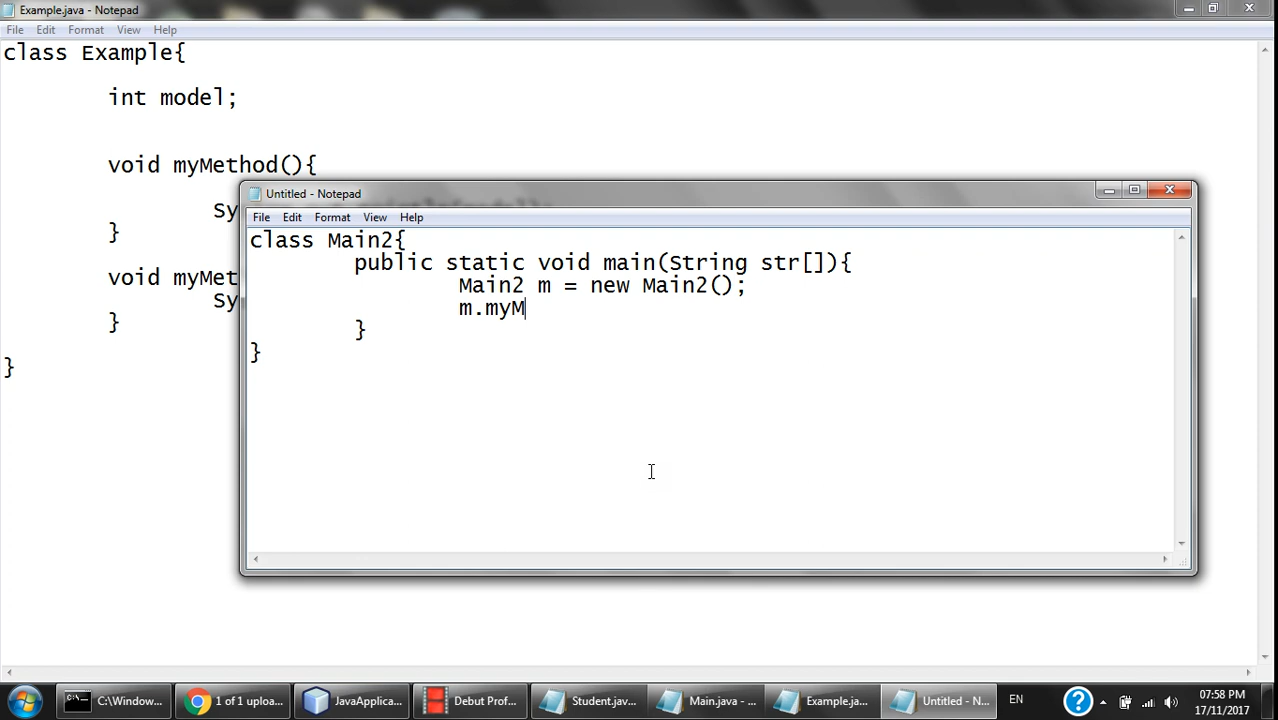 Example.java - Notepad
File Edit Format View Help
class Example{
int model;
void myMethod(){
Sy
}
void myMet
Sy
}
}
Untitled - Notepad
File Edit Format View Help
class Main2{
public static void main(String str[]){
Main2 m = new Main2();
m.myM
}
}
C:\Window...
1 of 1 uploa...
JavaApplica...
Debut Prof...
Student.jav...
Main.java - ...
Example.ja...
Untitled - N...
EN
07:58 PM
17/11/2017